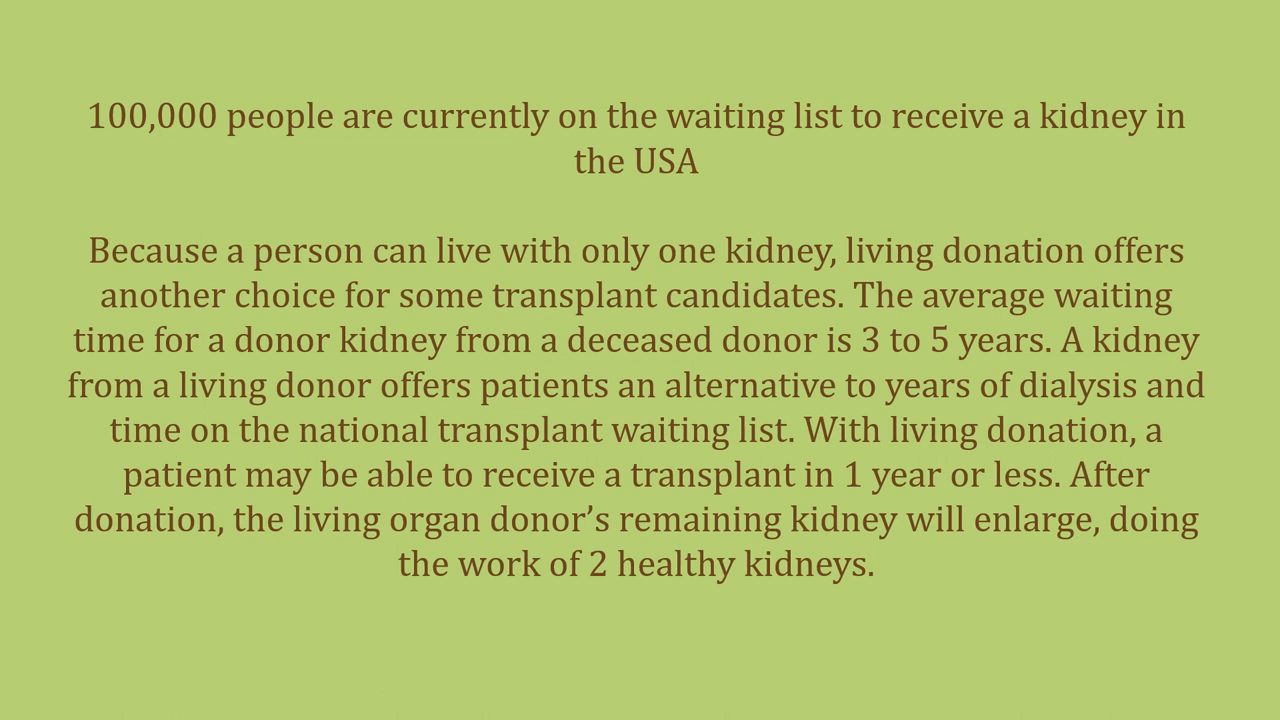 100,000 people are currently on the waiting list to receive a kidney in
the USA
Because a person can live with only one kidney, living donation offers
another choice for some transplant candidates. The average waiting
time for a donor kidney from a deceased donor is 3 to 5 years. A kidney
from a living donor offers patients an alternative to years of dialysis and
time on the national transplant waiting list. With living donation, a
patient may be able to receive a transplant in 1 year or less. After
donation, the living organ donor’s remaining kidney will enlarge, doing
the work of 2 healthy kidneys.